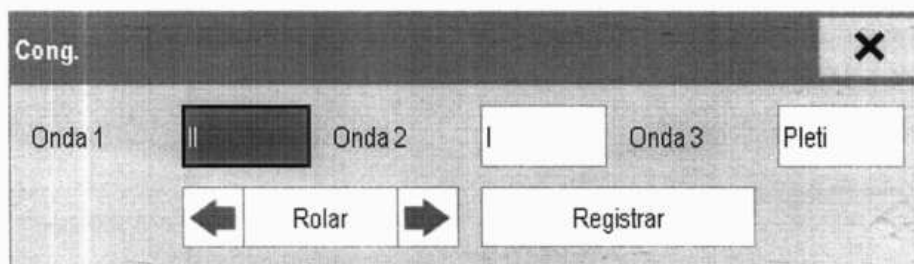 Cong.
Onda 1 II Onda 2 I Onda 3 Pleti
Rolar Registrar